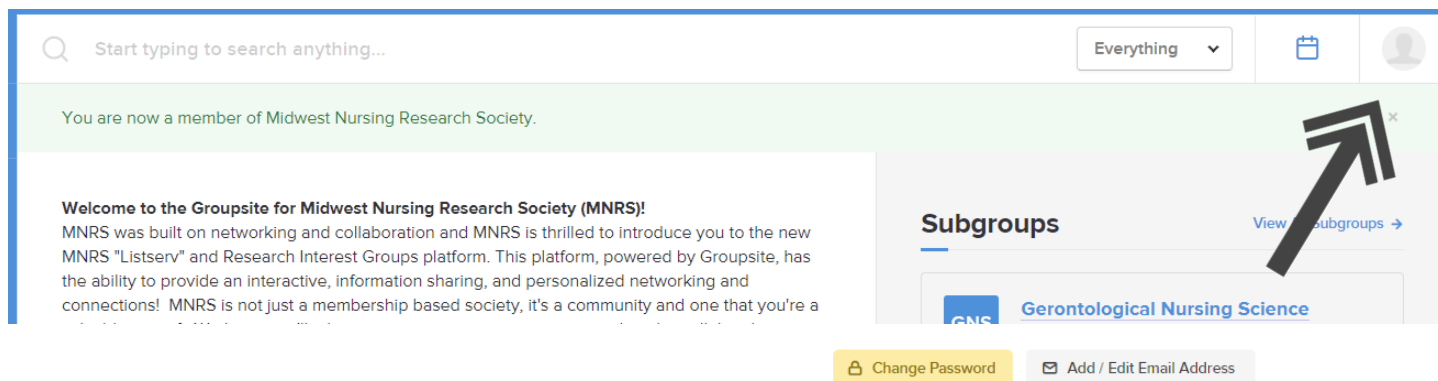 Start typing to search anything...
Everything
You are now a member of Midwest Nursing Research Society.
×
Welcome to the Groupsite for Midwest Nursing Research Society (MNRS)!
MNRS was built on networking and collaboration and MNRS is thrilled to introduce you to the new
MNRS "Listserv" and Research Interest Groups platform. This platform, powered by Groupsite, has
the ability to provide an interactive, information sharing, and personalized networking and
connections!  MNRS is not just a membership based society, it's a community and one that you're a
Subgroups
View Subgroups →
GNS
Gerontological Nursing Science
Change Password
Add / Edit Email Address